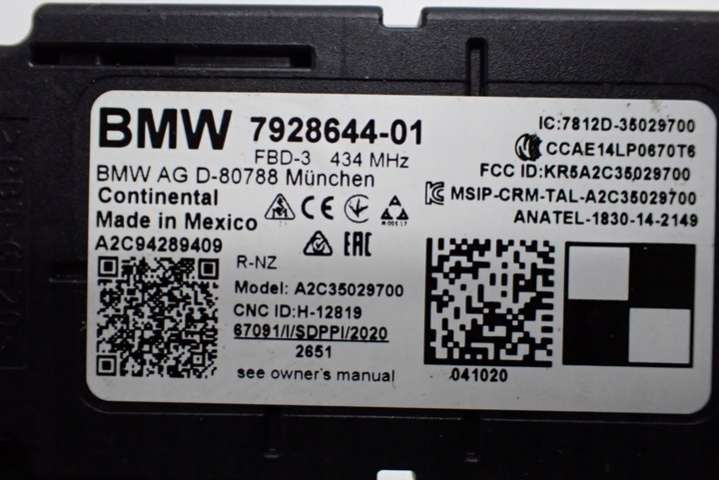 BMW 7928644-01
FBD-3 434 MHz
BMW AG D-80788 München
Continental
Made in Mexico
A2C94289409
IC:7812D-35029700
CCAE14LP0670T6
FCC ID:KR5A2C35029700
MSIP-CRM-TAL-A2C35029700
ANATEL-1830-14-2149
CE
EAC
R-NZ
Model: A2C35029700
CNC ID:H-12819
67091/I/SDPPI/2020
2651
see owner's manual
041020